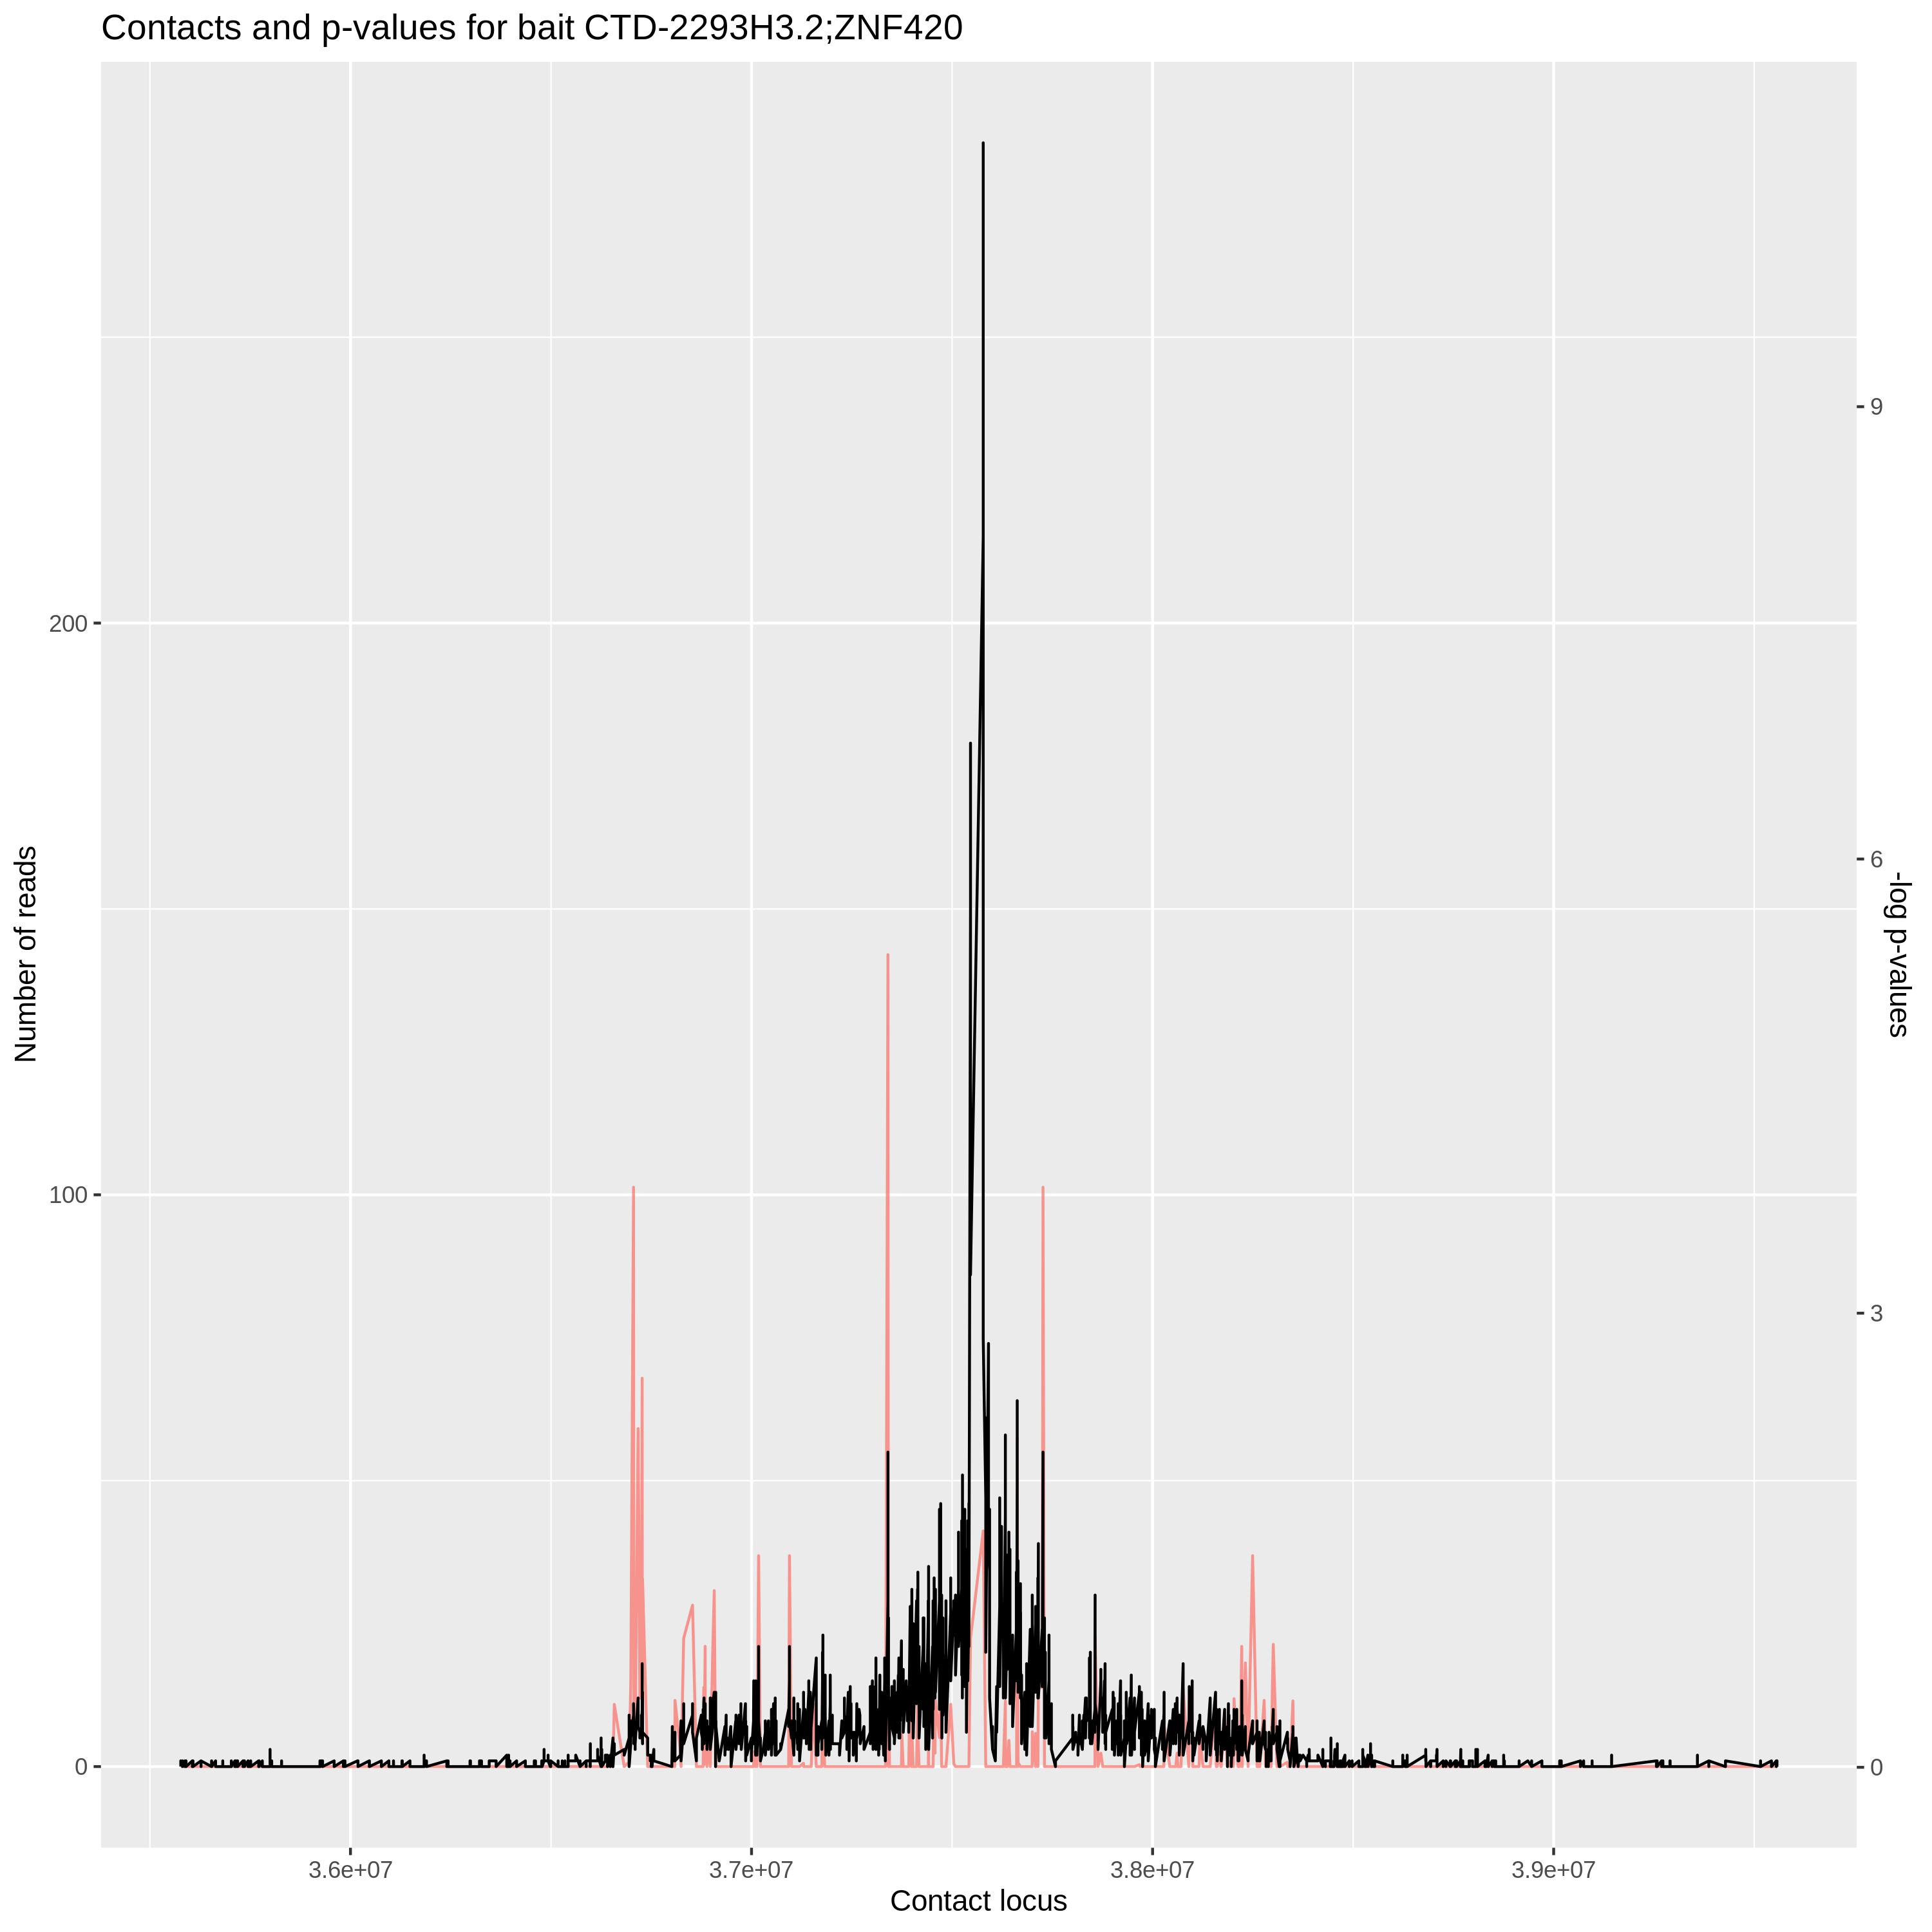 Contacts and p-values for bait CTD-2293H3.2;ZNF420
Number of reads
200
100
0
9
6
3
0
-log p-values
3.6e+07 3.7e+07 3.8e+07 3.9e+07
Contact locus